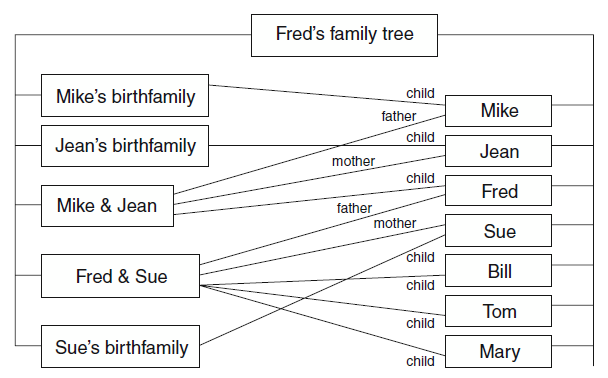 Fred's family tree
Mike's birthfamily
child
Mike
father
Jean's birthfamily
child
Jean
mother
Mike & Jean
child
Fred
father
mother
Sue
Fred & Sue
child
Bill
child
Tom
child
Sue's birthfamily
Mary
child